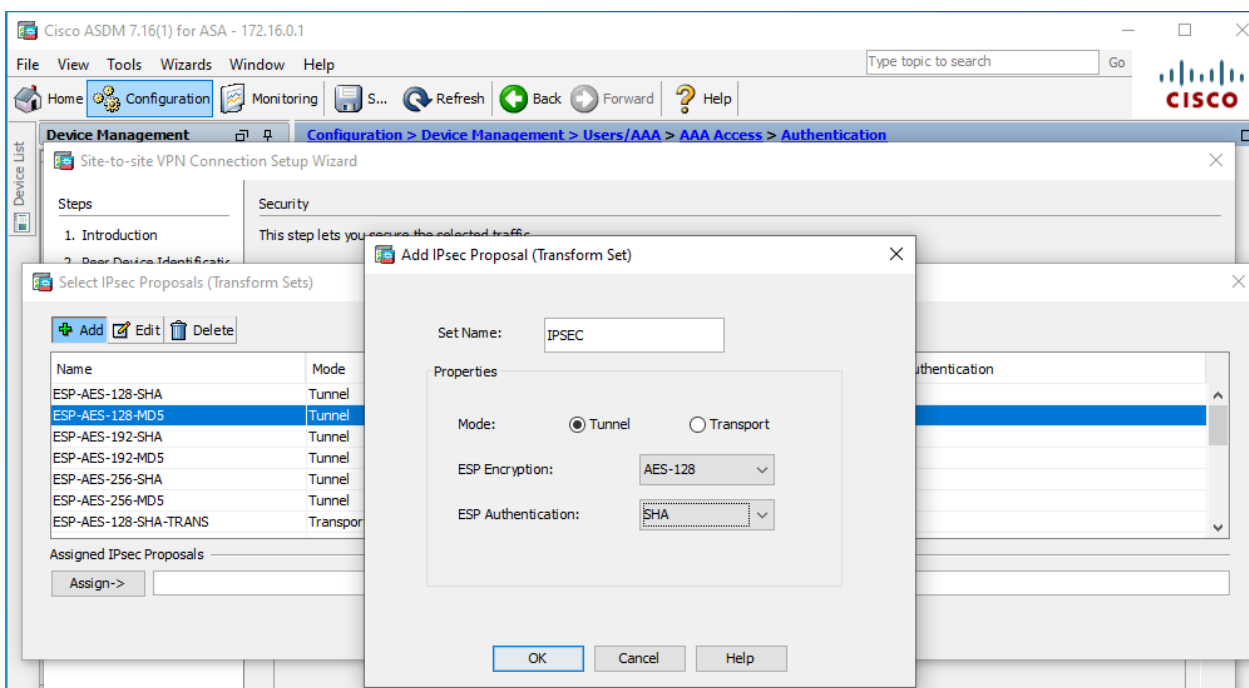 Cisco ASDM 7.16(1) for ASA - 172.16.0.1
File View Tools Wizards Window Help
Type topic to search
Go
Home Configuration Monitoring S... Refresh Back Forward Help
CISCO
Device List
Device Management
Configuration > Device Management > Users/AAA > AAA Access > Authentication
Site-to-site VPN Connection Setup Wizard
Steps
Security
1. Introduction
This step lets you secure the selected traffic
2. Peer Device
Select IPsec Proposals (Transform Sets)
Add Edit Delete
Name Mode
ESP-AES-128-SHA Tunnel
ESP-AES-128-MD5 Tunnel
ESP-AES-192-SHA Tunnel
ESP-AES-192-MD5 Tunnel
ESP-AES-256-SHA Tunnel
ESP-AES-256-MD5 Tunnel
ESP-AES-128-SHA-TRANS Transpor
uthentication
Assigned IPsec Proposals
Assign->
Add IPsec Proposal (Transform Set)
Set Name: IPSEC
Properties
Mode: Tunnel Transport
ESP Encryption: AES-128
ESP Authentication: SHA
OK Cancel Help